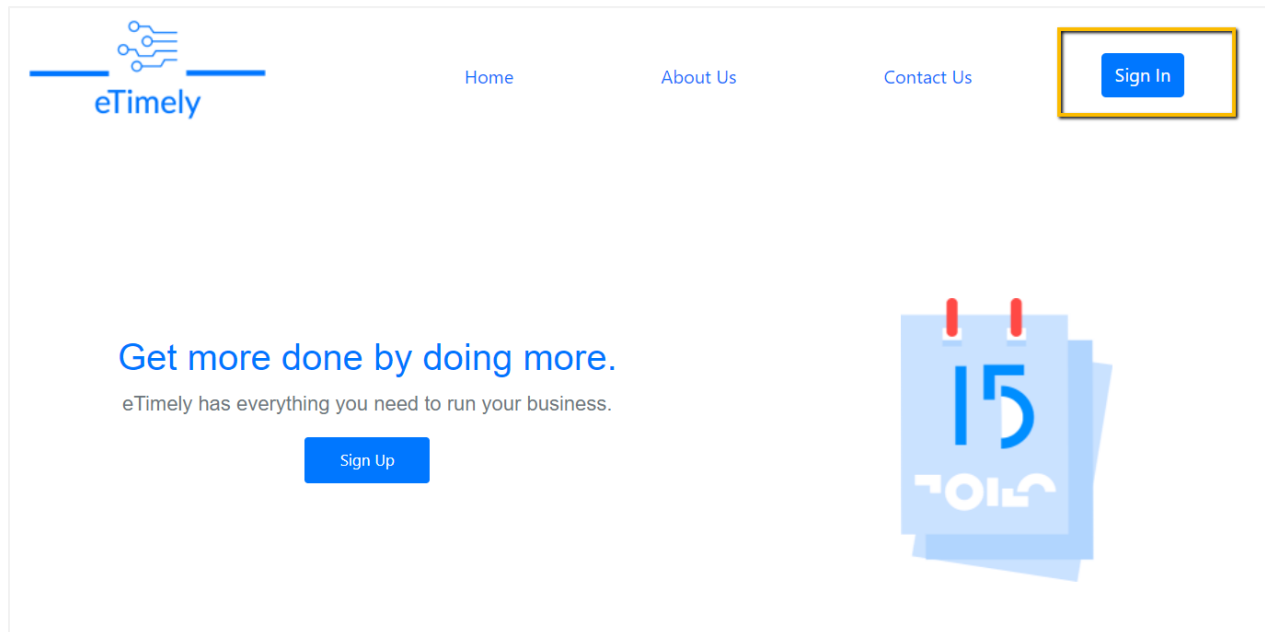 eTimely
Home
About Us
Contact Us
Sign In
Get more done by doing more.
eTimely has everything you need to run your business.
Sign Up
15